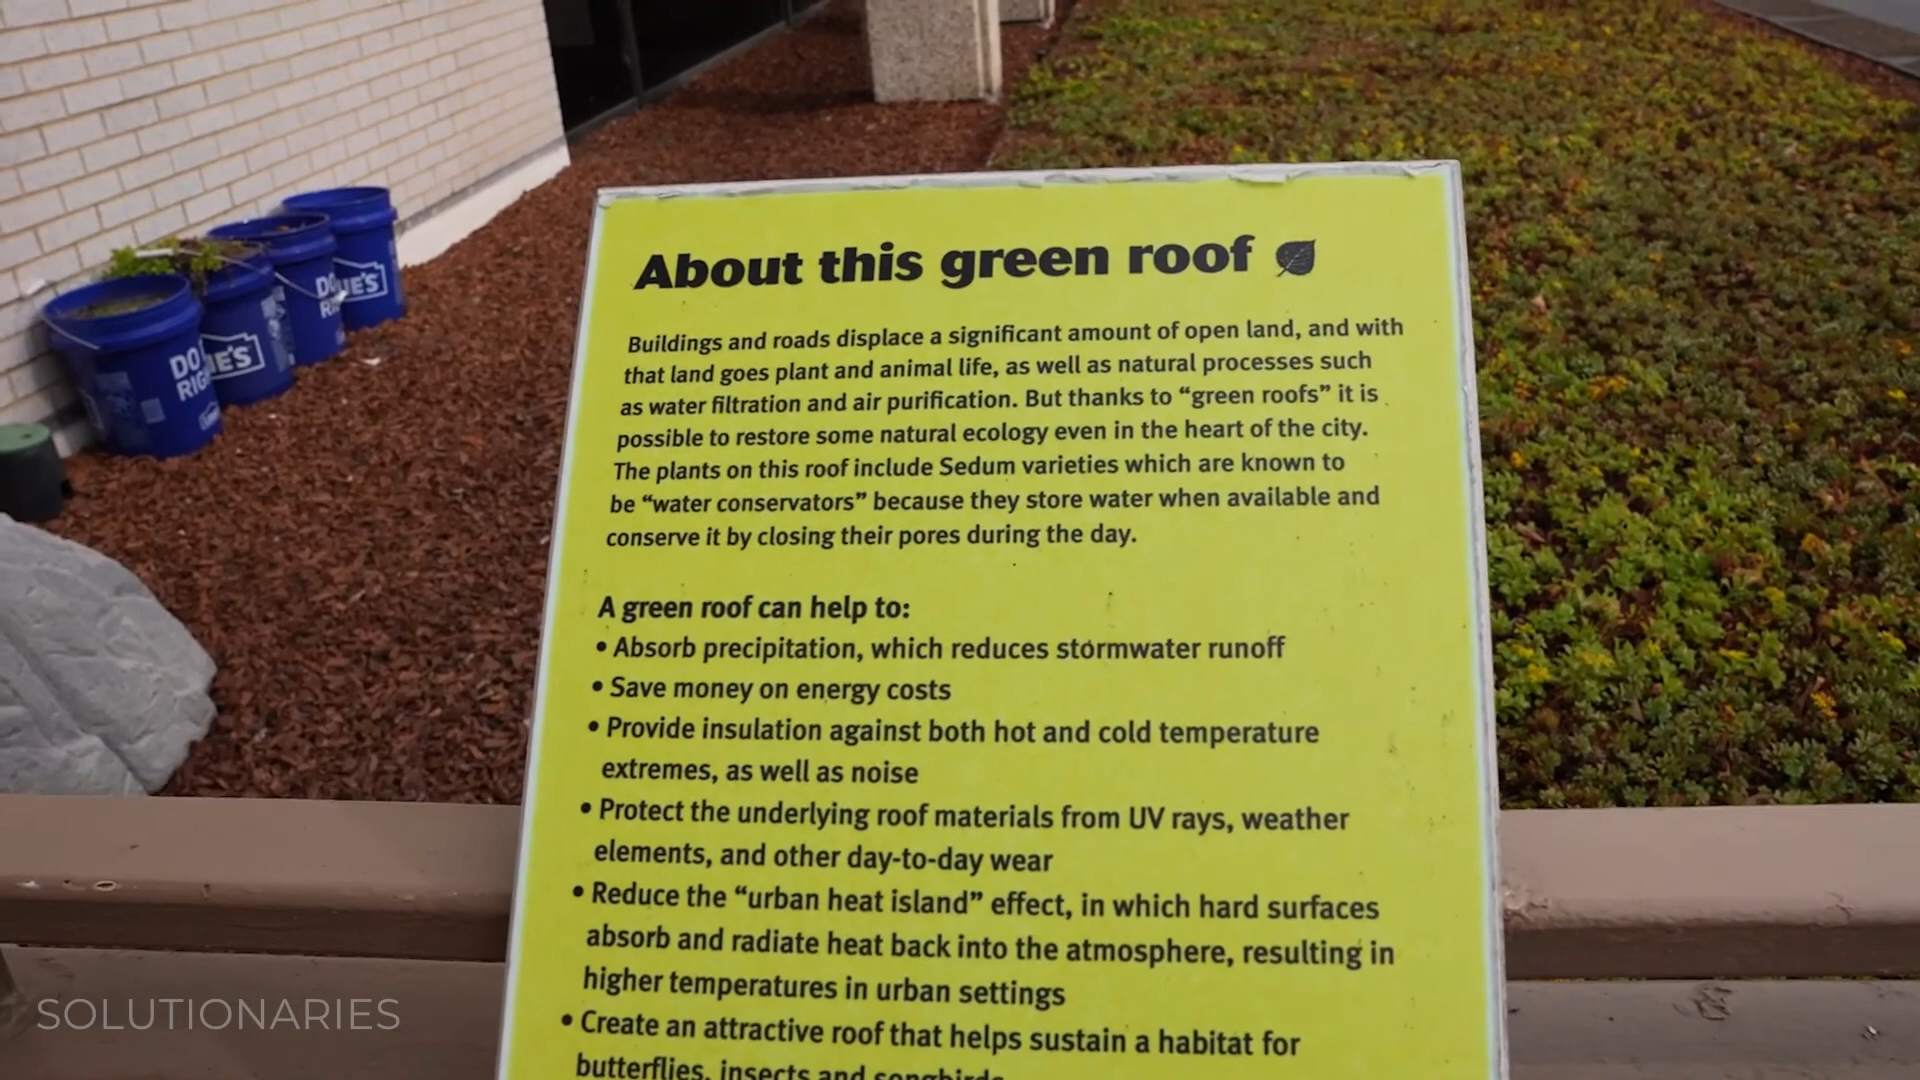 About this green roof
Buildings and roads displace a significant amount of open land, and with
that land goes plant and animal life, as well as natural processes such
as water filtration and air purification. But thanks to “green roofs” it is
possible to restore some natural ecology even in the heart of the city.
The plants on this roof include Sedum varieties which are known to
be “water conservators” because they store water when available and
conserve it by closing their pores during the day.
A green roof can help to:
• Absorb precipitation, which reduces stormwater runoff
• Save money on energy costs
• Provide insulation against both hot and cold temperature
extremes, as well as noise
• Protect the underlying roof materials from UV rays, weather
elements, and other day-to-day wear
• Reduce the “urban heat island” effect, in which hard surfaces
absorb and radiate heat back into the atmosphere, resulting in
higher temperatures in urban settings
• Create an attractive roof that helps sustain a habitat for
butterflies, insects and songbirds
DO
RIG
IE'S
DO
R
IE'S
SOLUTIONARIES